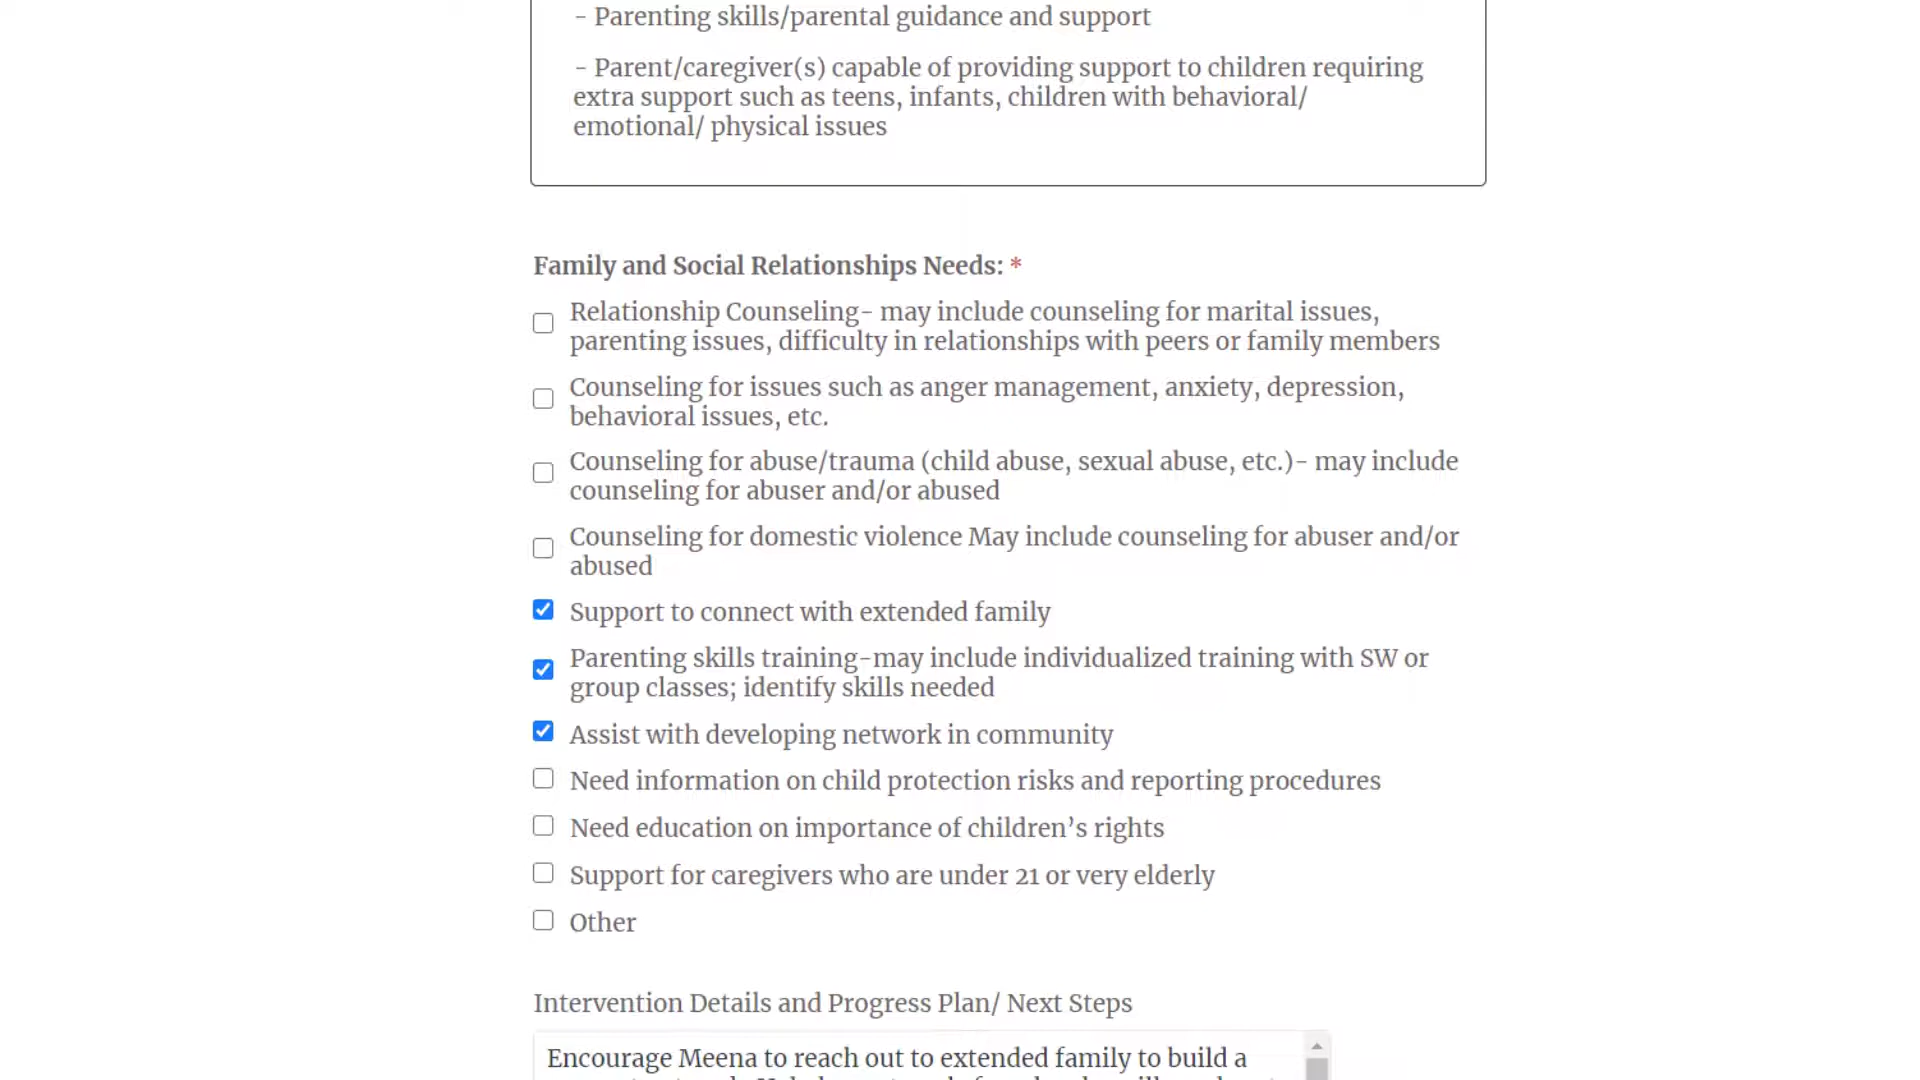 - Parenting skills/parental guidance and support
- Parent/caregiver(s) capable of providing support to children requiring
extra support such as teens, infants, children with behavioral/
emotional/ physical issues
Family and Social Relationships Needs: *
Relationship Counseling- may include counseling for marital issues,
parenting issues, difficulty in relationships with peers or family members
Counseling for issues such as anger management, anxiety, depression,
behavioral issues, etc.
Counseling for abuse/trauma (child abuse, sexual abuse, etc.)- may include
counseling for abuser and/or abused
Counseling for domestic violence May include counseling for abuser and/or
abused
Support to connect with extended family
Parenting skills training-may include individualized training with SW or
group classes; identify skills needed
Assist with developing network in community
Need information on child protection risks and reporting procedures
Need education on importance of children’s rights
Support for caregivers who are under 21 or very elderly
Other
Intervention Details and Progress Plan/ Next Steps
Encourage Meena to reach out to extended family to build a